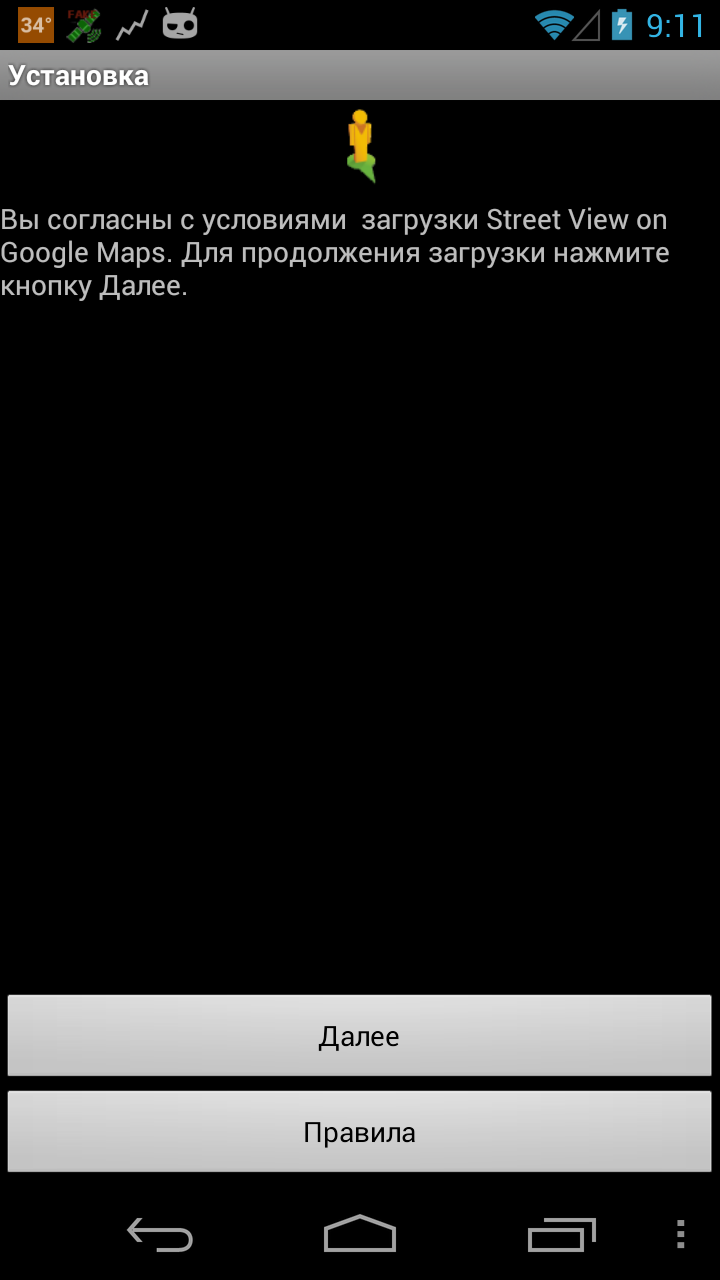 34°
FAKE
9:11
Установка
Вы согласны с условиями  загрузки Street View on
Google Maps. Для продолжения загрузки нажмите
кнопку Далее.
Далее
Правила